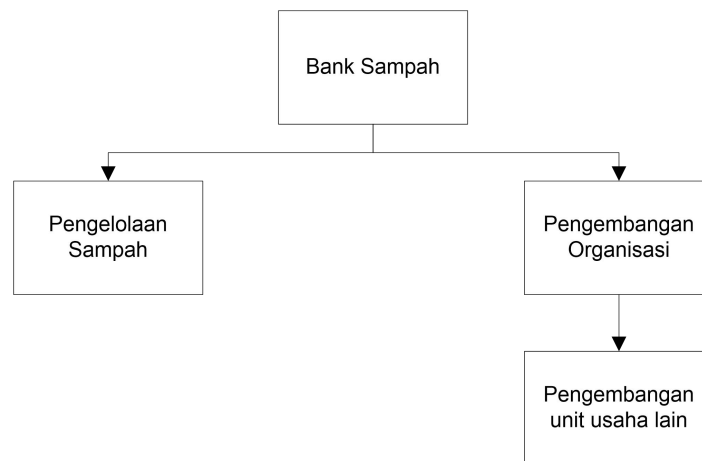 Bank Sampah
Pengelolaan
Sampah
Pengembangan
Organisasi
Pengembangan
unit usaha lain